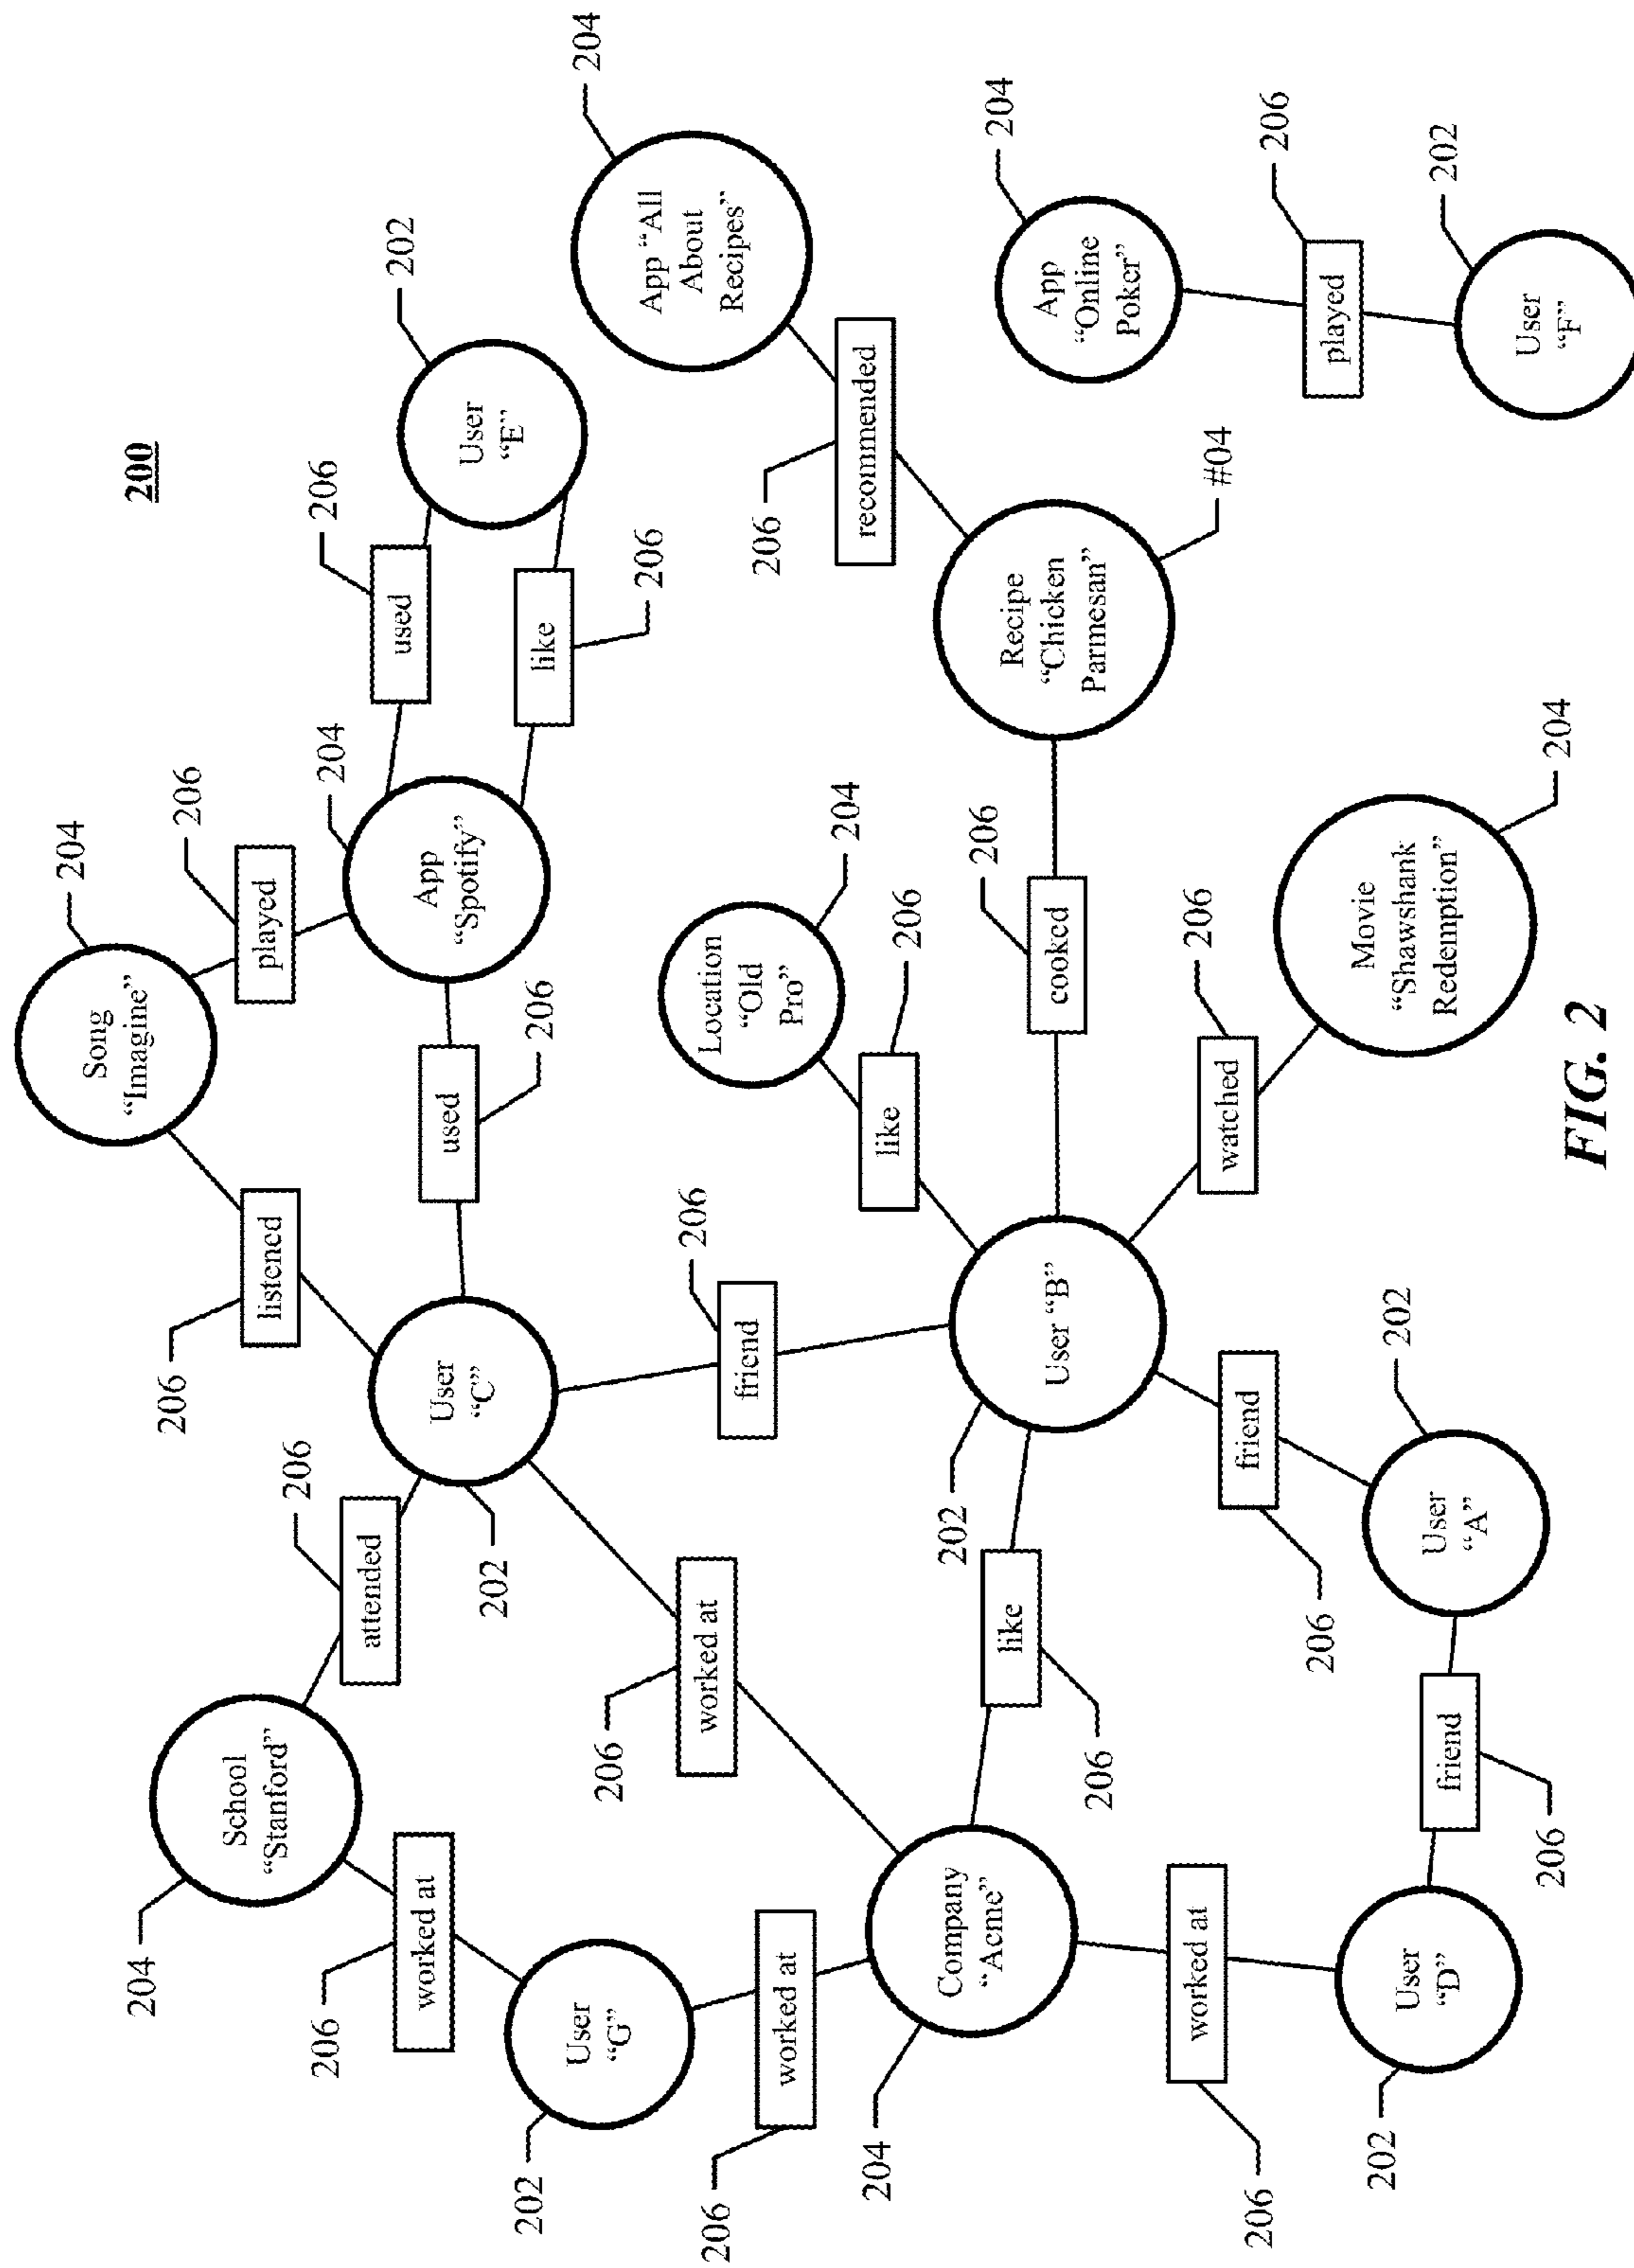 200
204
Song
“Imagine”
204
206
listened
206
played
206
204
School
“Stanford”
206
attended
206
worked at
202
User
“G”
202
User
“C”
206
used
204
App
“Spotify”
206
used
like
206
202
User
“E”
206
worked at
206
worked at
206
friend
204
Location
“Old
Pro”
like
206
204
App “All
About
Recipes”
206
recommended
204
Company
“Acme”
like
206
202
User “B”
206
cooked
Recipe
“Chicken
Parmesan”
#04
204
App
“Online
Poker”
206
worked at
206
friend
206
watched
206
played
202
User
“D”
friend
206
202
User
“A”
Movie
“Shawshank
Redemption”
204
202
User
“F”
FIG. 2